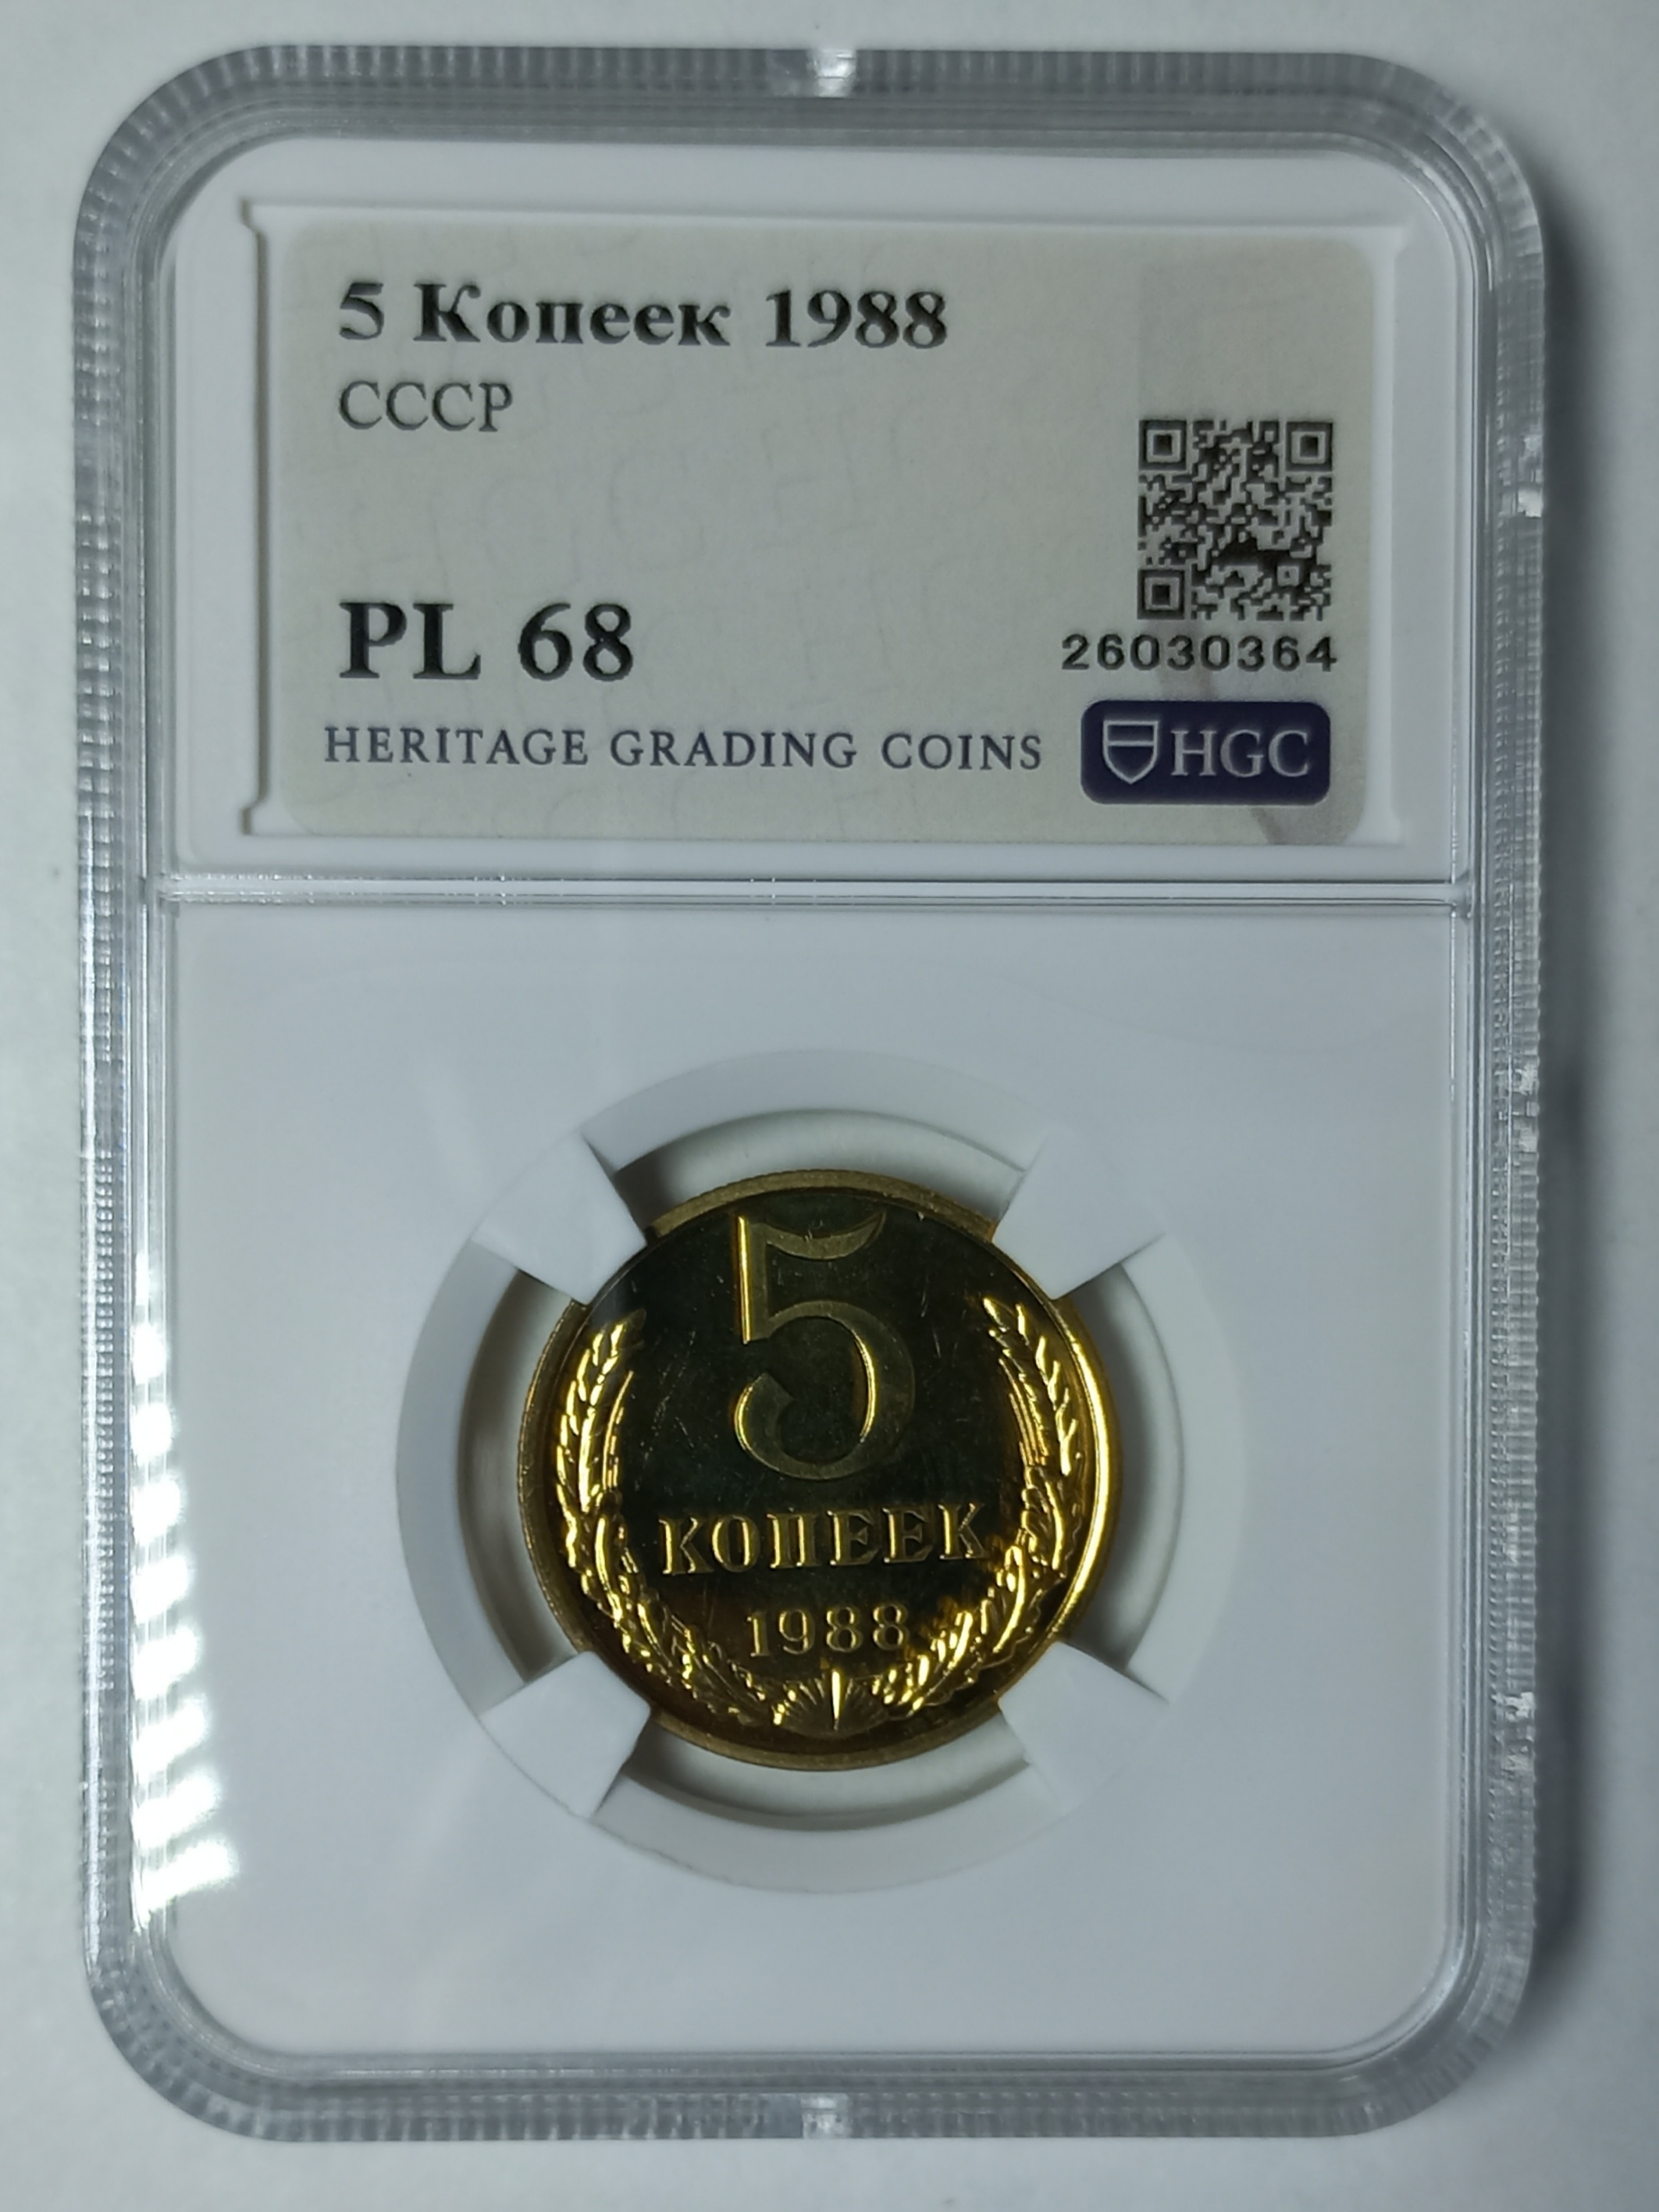 5 Копеек 1988
СССР
PL 68
26030364
HERITAGE GRADING COINS
HGC
5
КОПЕЕК
1988